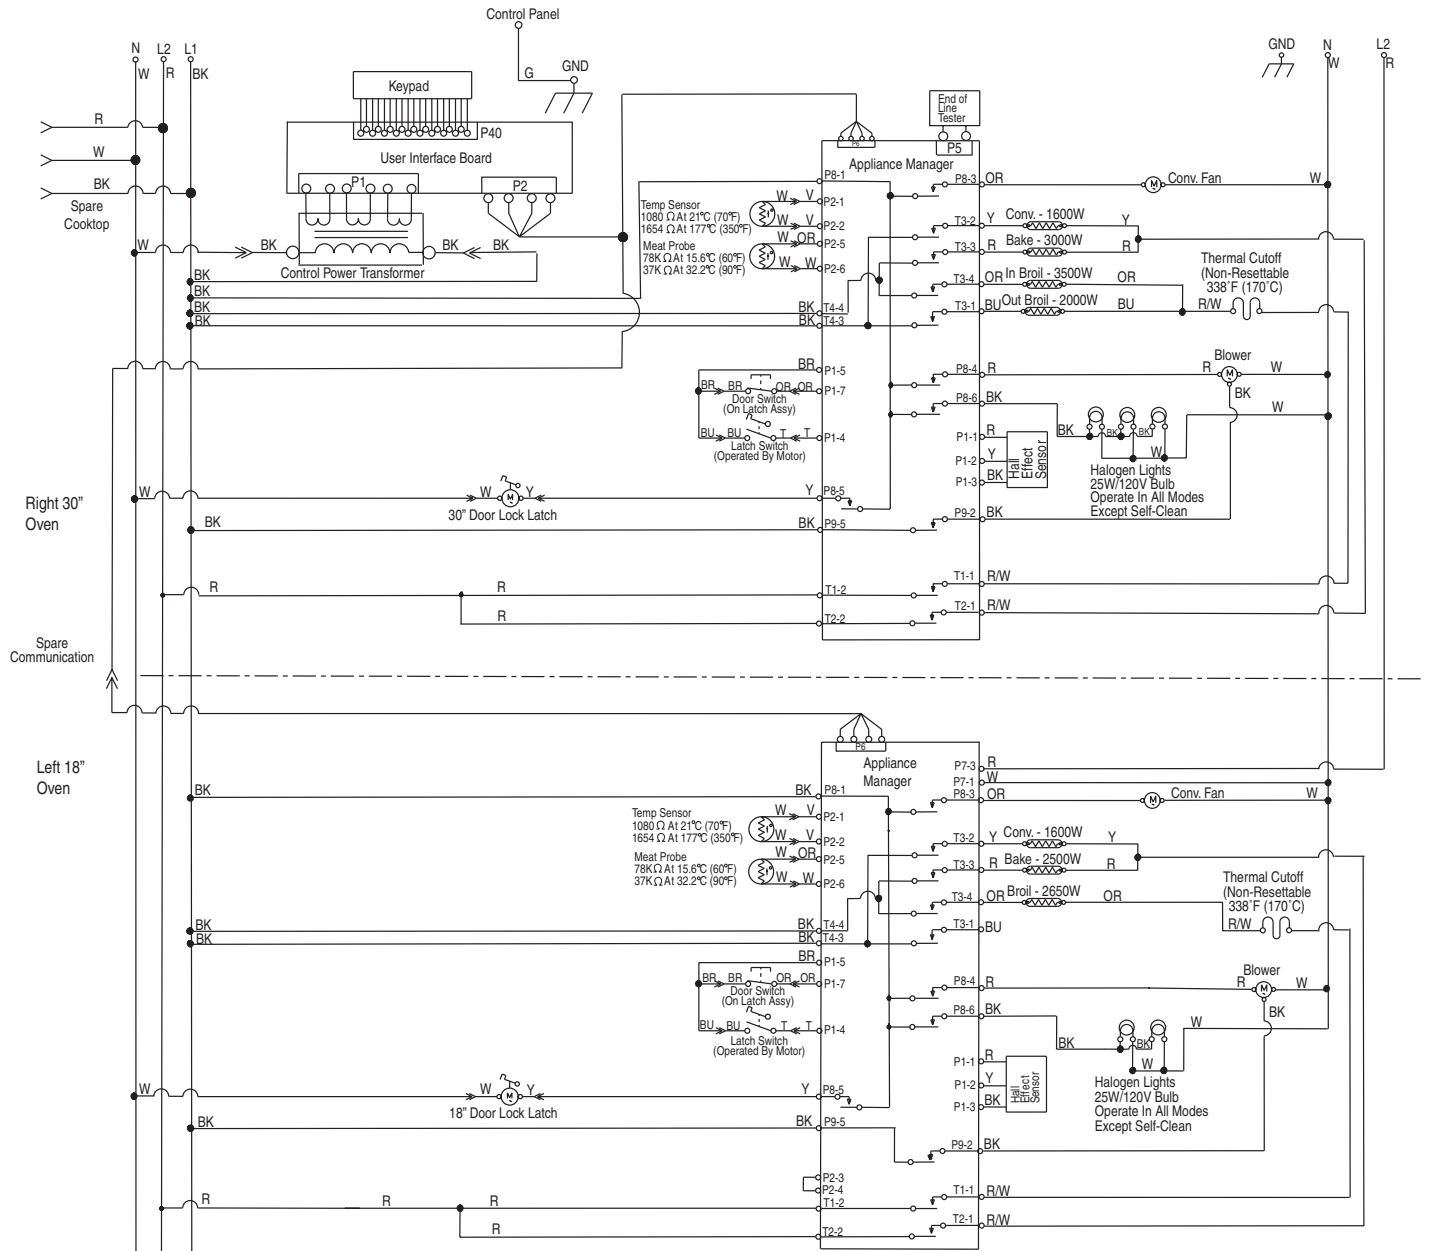 Control Panel
N L2 L1
W R BK
G GND
GND N L2
W R
Keypad
P40
User Interface Board
P1
P2
R
W
BK
Spare
Cooktop
W BK BK BK
Control Power Transformer
BK
BK
BK
BK
End of
Line
Tester
P6
P5
Appliance Manager
P8-1
P8-3 OR Conv. Fan W
Temp Sensor
1080 Ω At 21°C (70°F)
1654 Ω At 177°C (350°F)
W V P2-1
W V P2-2
Meat Probe
78K Ω At 15.6°C (60°F)
37K Ω At 32.2°C (90°F)
W OR P2-5
W W P2-6
T3-2 Y Conv. - 1600W Y
T3-3 R Bake - 3000W R
T3-4 OR In Broil - 3500W OR
T3-1 BU Out Broil - 2000W BU R/W
Thermal Cutoff
(Non-Resettable
338°F (170°C)
BK T4-4
BK T4-3
BR P1-5
BR BR OR OR P1-7
Door Switch
(On Latch Assy)
BU BU T T P1-4
Latch Switch
(Operated By Motor)
P8-4 R
Blower
R W
BK
P8-6 BK
W
BK BK BK
W
P1-1 R
P1-2 Y
P1-3 BK
Hall
Effect
Sensor
Halogen Lights
25W/120V Bulb
Operate In All Modes
Except Self-Clean
Right 30”
Oven
W W Y Y P8-5
30” Door Lock Latch
BK BK P9-5
P9-2 BK
R R T1-2
T1-1 R/W
R T2-2
T2-1 R/W
Spare
Communication
Left 18”
Oven
P6
Appliance
Manager
P7-3 R
P7-1 W
P8-3 OR Conv. Fan W
BK BK P8-1
Temp Sensor
1080 Ω At 21°C (70°F)
1654 Ω At 177°C (350°F)
W V P2-1
W V P2-2
Meat Probe
78K Ω At 15.6°C (60°F)
37K Ω At 32.2°C (90°F)
W OR P2-5
W W P2-6
T3-2 Y Conv. - 1600W Y
T3-3 R Bake - 2500W R
T3-4 OR Broil - 2650W OR
T3-1 BU
R/W
Thermal Cutoff
(Non-Resettable
338°F (170°C)
BK BK T4-4
BK BK T4-3
BR P1-5
BR BR OR OR P1-7
Door Switch
(On Latch Assy)
BU BU T T P1-4
Latch Switch
(Operated By Motor)
P8-4 R
Blower
R W
BK
P8-6 BK
W
BK BK
W
P1-1 R
P1-2 Y
P1-3 BK
Hall
Effect
Sensor
Halogen Lights
25W/120V Bulb
Operate In All Modes
Except Self-Clean
W W Y Y P8-5
18” Door Lock Latch
BK BK P9-5
P9-2 BK
P2-3
P2-4
R R R T1-2
T1-1 R/W
R T2-2
T2-1 R/W